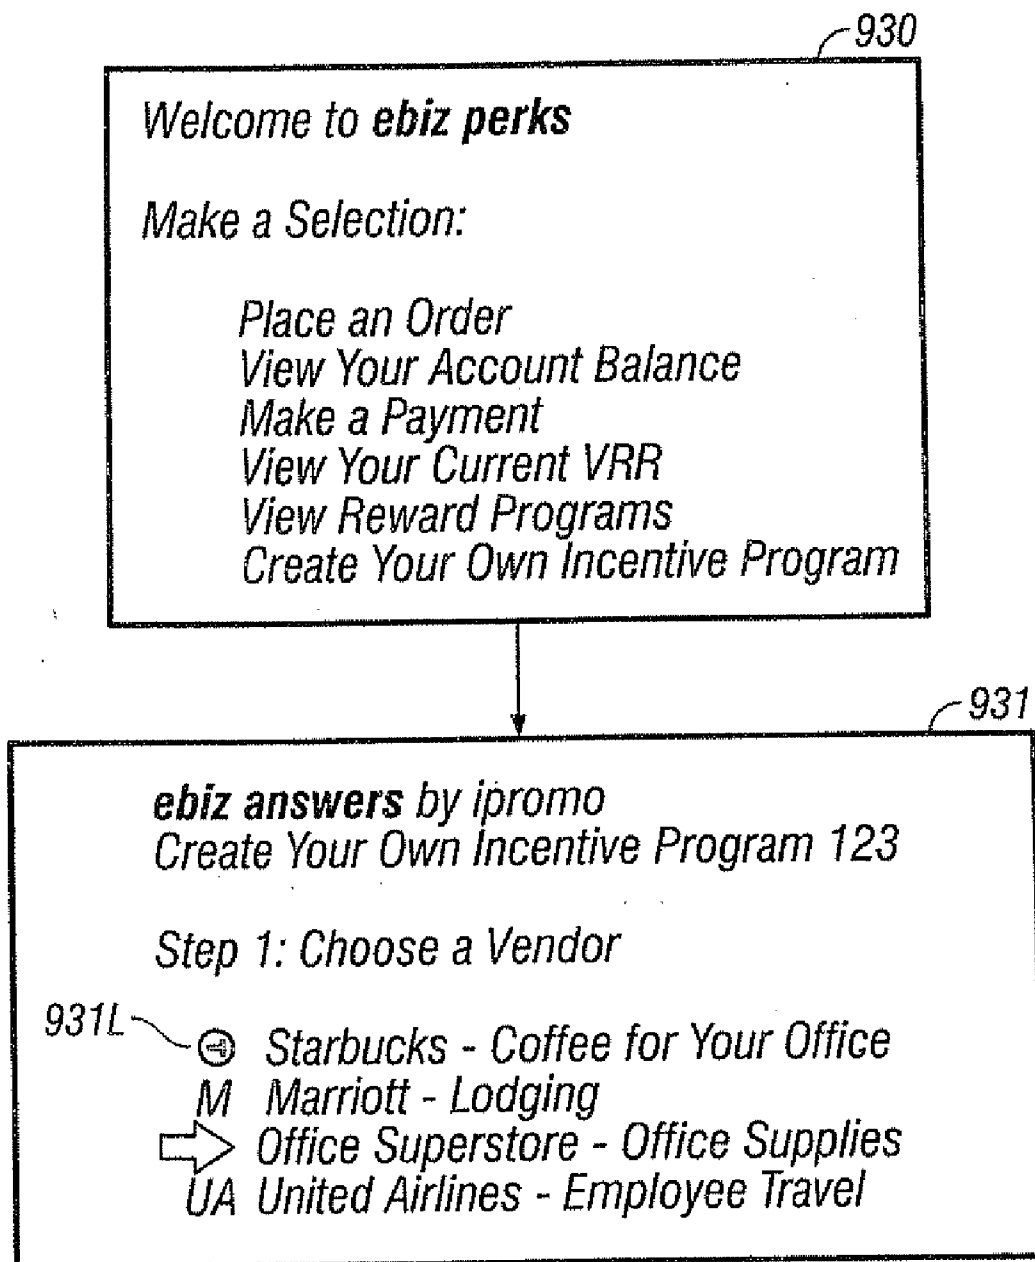 930
Welcome to ebiz perks
Make a Selection:
Place an Order
View Your Account Balance
Make a Payment
View Your Current VRR
View Reward Programs
Create Your Own Incentive Program
931
ebiz answers by ipromo
Create Your Own Incentive Program 123
Step 1: Choose a Vendor
931L
Starbucks - Coffee for Your Office
M Marriott - Lodging
Office Superstore - Office Supplies
UA United Airlines - Employee Travel